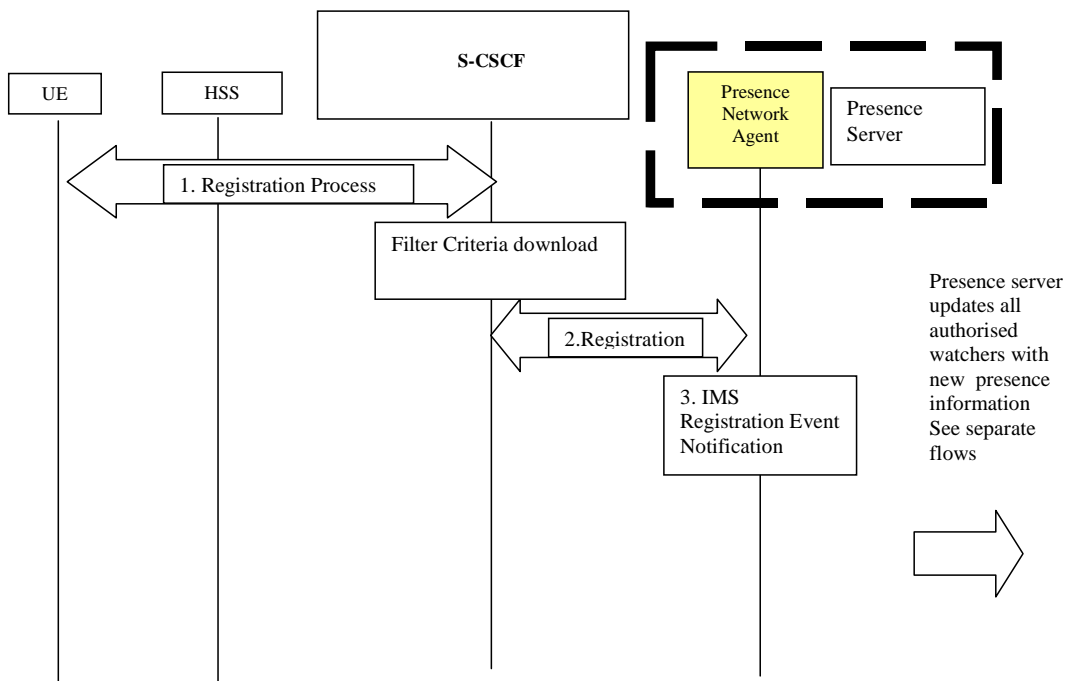 S-CSCF
UE
HSS
Presence
Network
Agent
Presence
Server
1. Registration Process
Filter Criteria download
2.Registration
3. IMS
Registration Event
Notification
Presence server
updates all
authorised
watchers with
new presence
information
See separate
flows